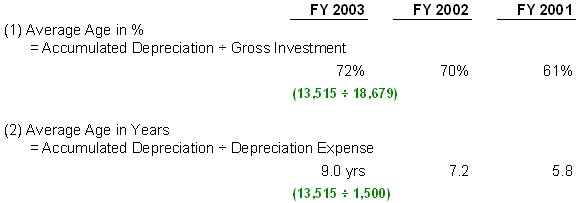 FY 2003 FY 2002 FY 2001
(1) Average Age in %
= Accumulated Depreciation ÷ Gross Investment
72% 70% 61%
(13,515 ÷ 18,679)
(2) Average Age in Years
= Accumulated Depreciation ÷ Depreciation Expense
9.0 yrs 7.2 5.8
(13,515 ÷ 1,500)